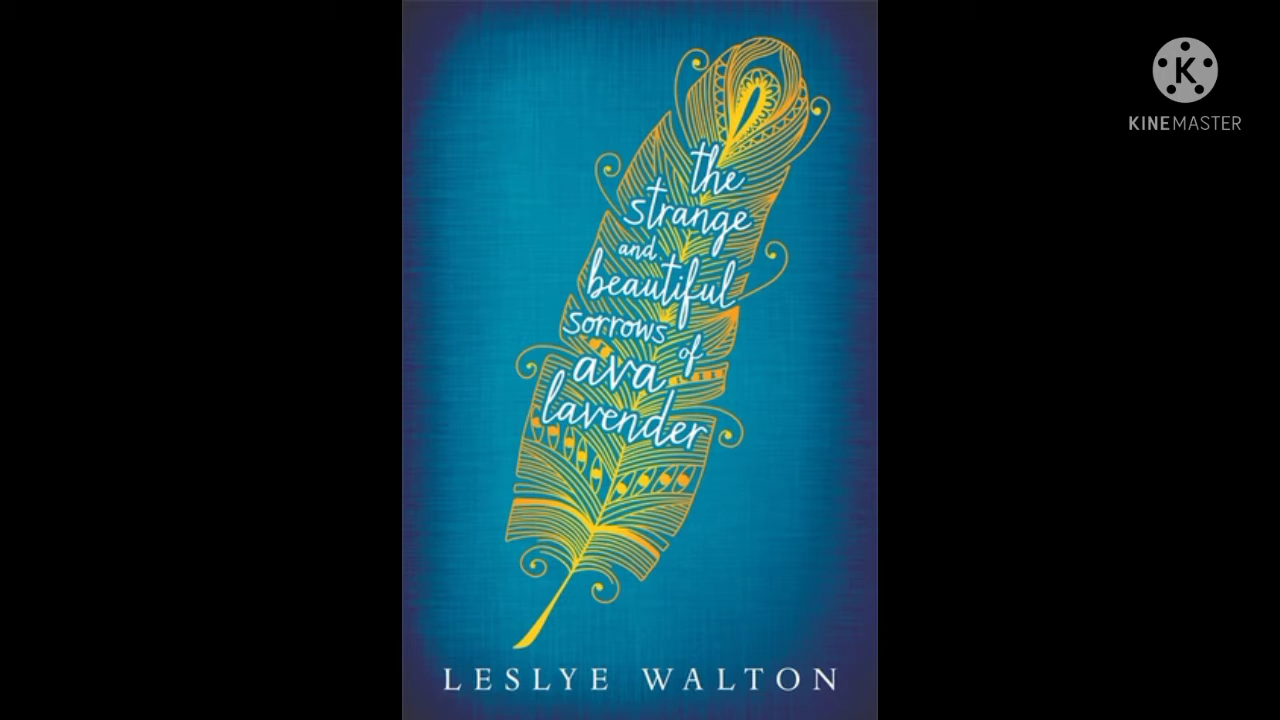 the
strange
and
beautiful
sorrows
of
ava
lavender
LESLYE WALTON
K
KINEMASTER